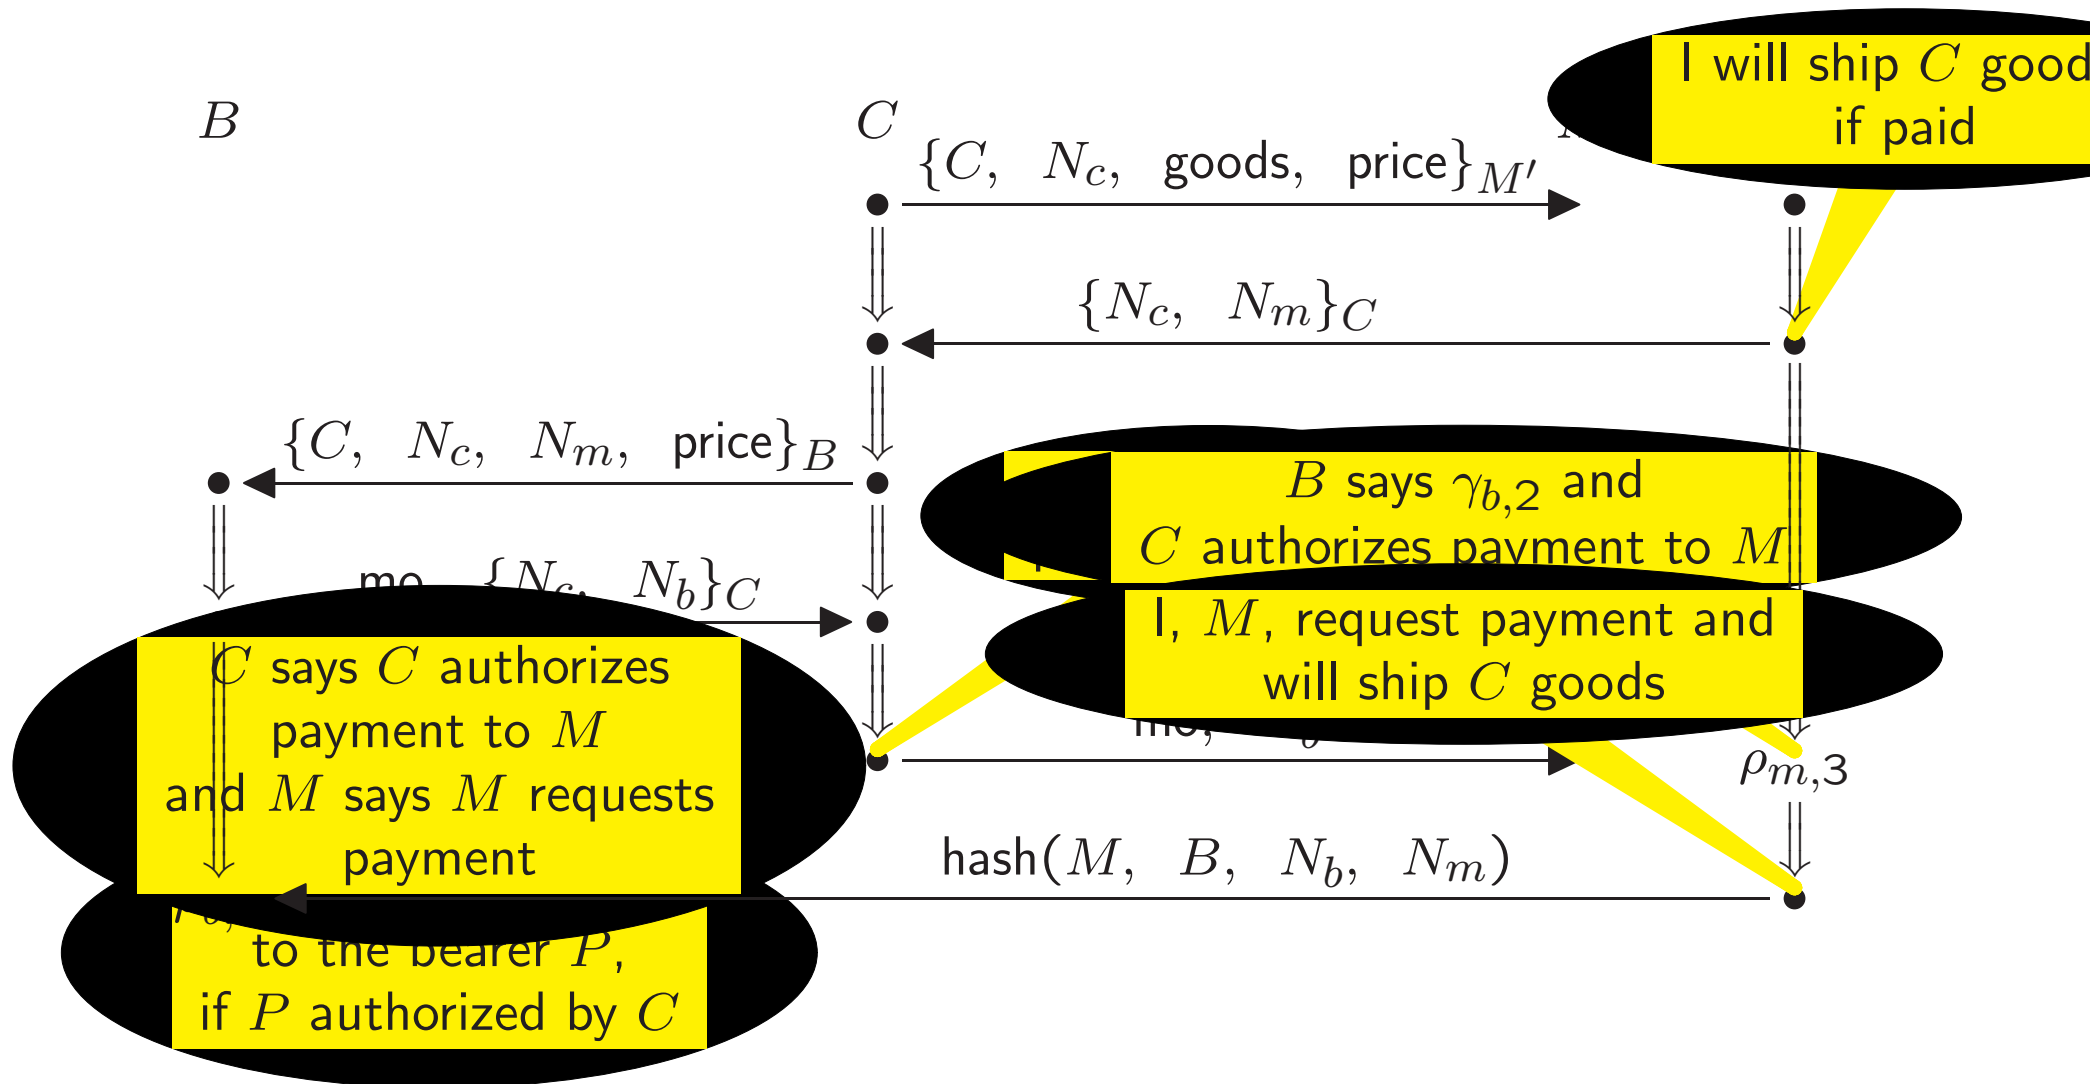 I will ship C
if paid
B
C
{C, N_c, goods, price}_{M'}
{N_c, N_m}_C
{C, N_c, N_m, price}_B
B says γ_{b,2} and
C authorizes payment to M
{N_c, N_b}_C
I, M, request payment and
will ship C goods
C says C authorizes
payment to M
and M says M requests
payment
ρ_{m,3}
hash(M, B, N_b, N_m)
to the bearer P,
if P authorized by C